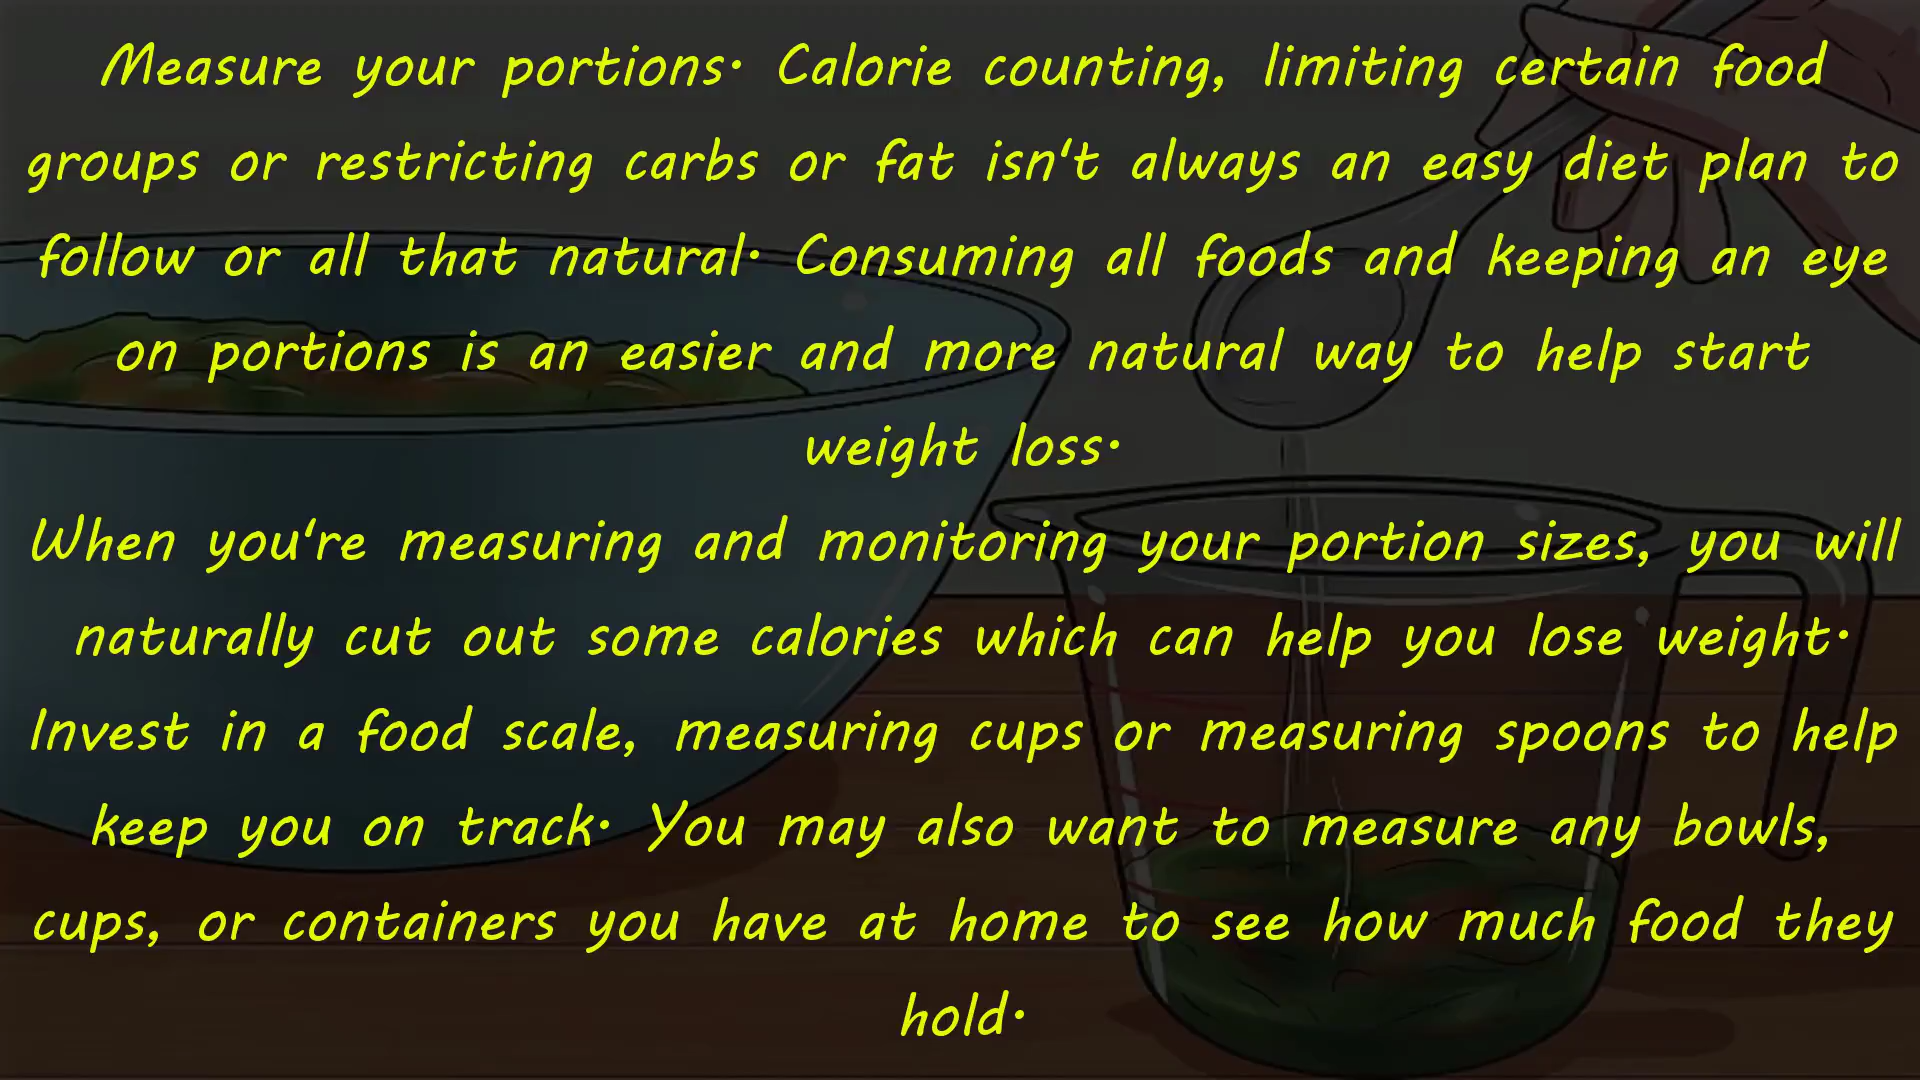 Measure your portions. Calorie counting, limiting certain food
groups or restricting carbs or fat isn't always an easy diet plan to
follow or all that natural. Consuming all foods and keeping an eye
on portions is an easier and more natural way to help start
weight loss.
When you're measuring and monitoring your portion sizes, you will
naturally cut out some calories which can help you lose weight.
Invest in a food scale, measuring cups or measuring spoons to help
keep you on track. You may also want to measure any bowls,
cups, or containers you have at home to see how much food they
hold.